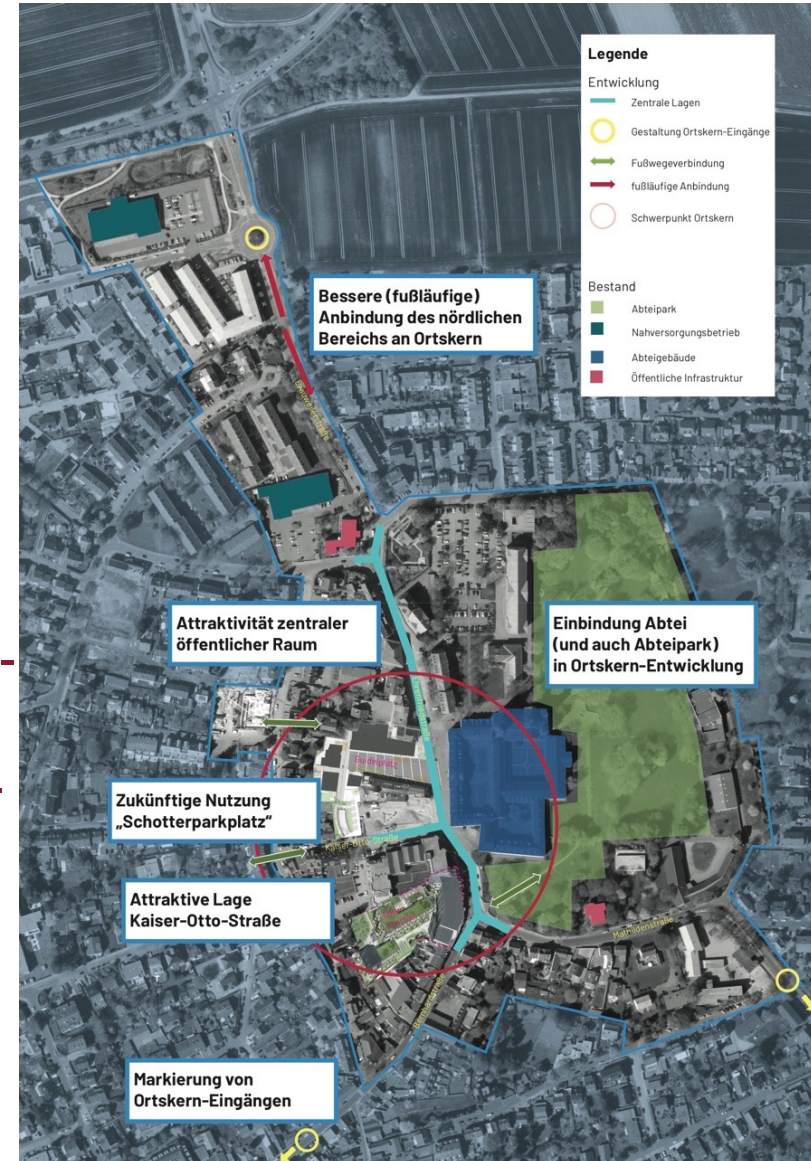 Legende
Entwicklung
Zentrale Lagen
Gestaltung Ortskern-Eingänge
Fußwegeverbindung
fußläufige Anbindung
Schwerpunkt Ortskern
Bestand
Abteipark
Nahversorgungsbetrieb
Abteigebäude
Öffentliche Infrastruktur
Bessere (fußläufige)
Anbindung des nördlichen
Bereichs an Ortskern
Attraktivität zentraler
öffentlicher Raum
Einbindung Abtei
(und auch Abteipark)
in Ortskern-Entwicklung
Guidelplatz
Zukünftige Nutzung
„Schotterparkplatz“
Kaiser-Otto-Straße
Attraktive Lage
Kaiser-Otto-Straße
Mathildenstraße
Bernhardstraße
Markierung von
Ortskern-Eingängen